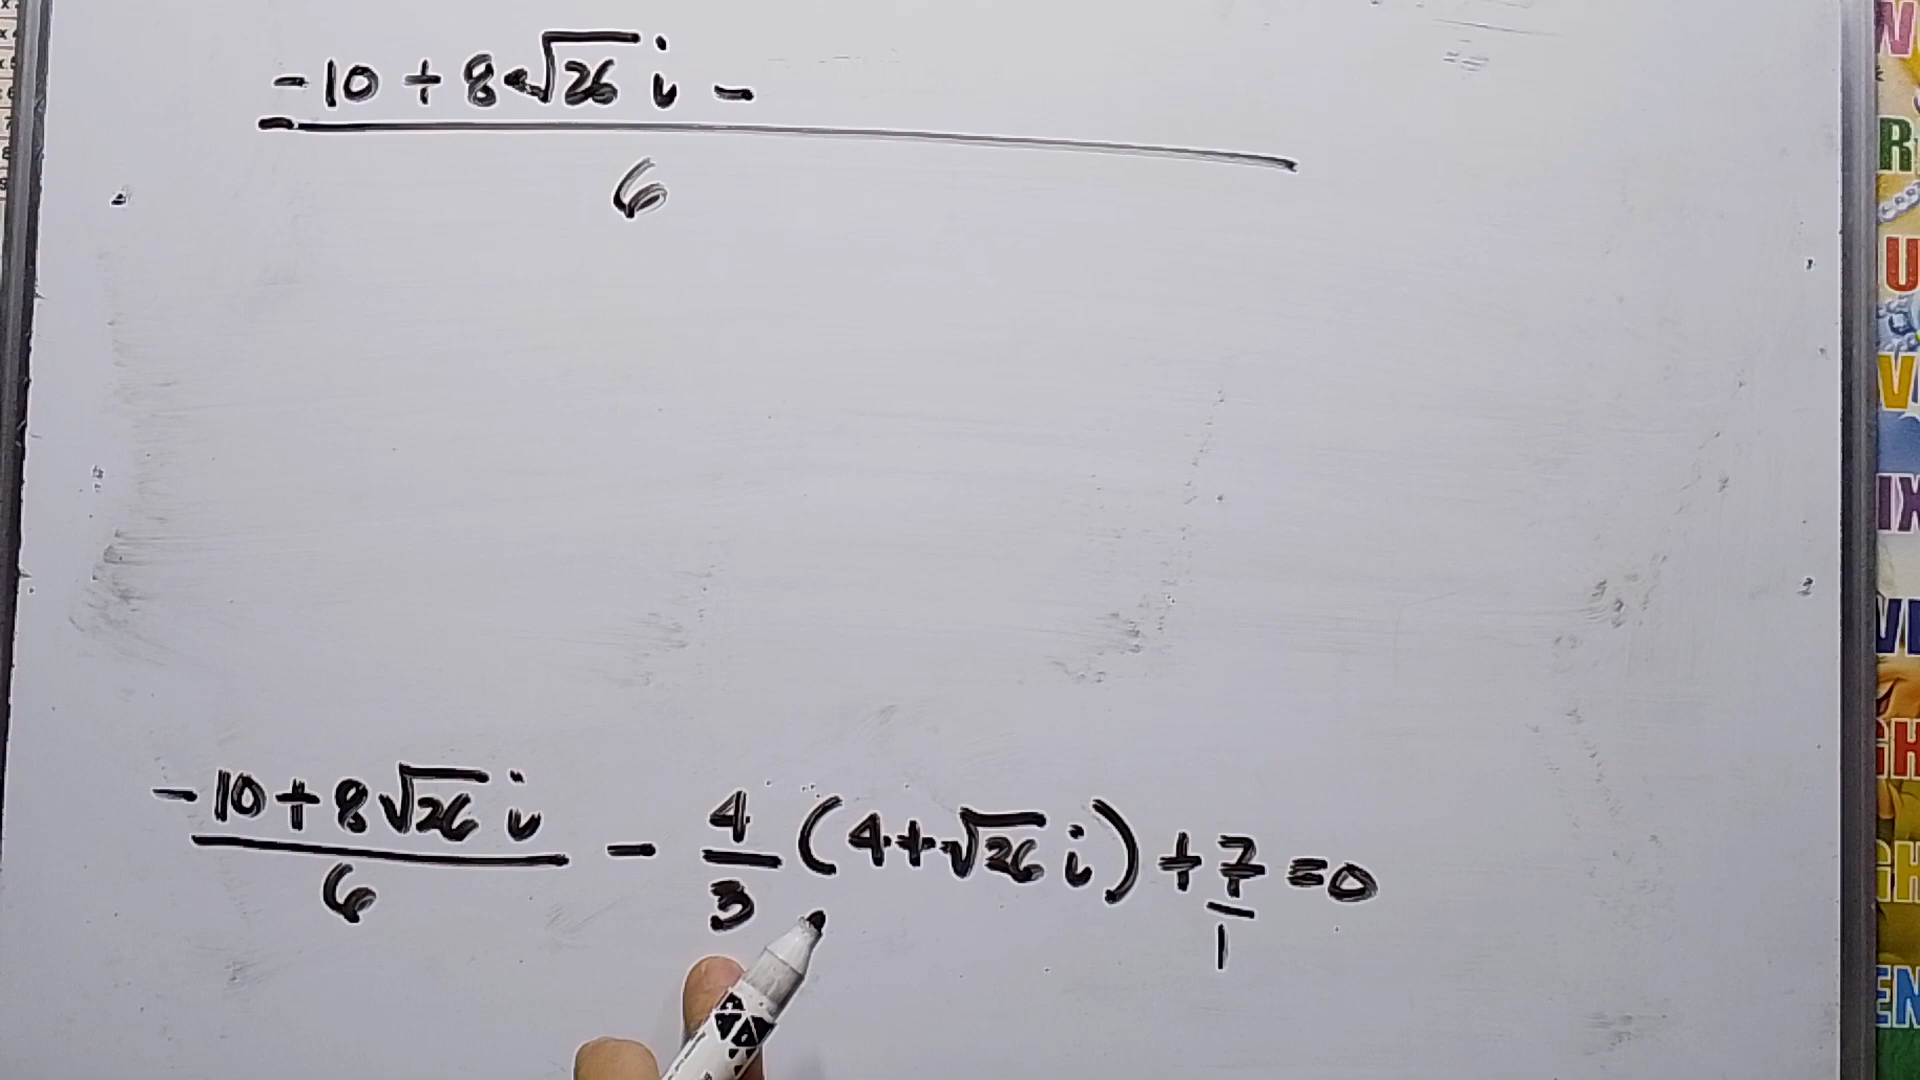 -10 + 8√26 i -
6
-10 + 8√26 i / 6 - 4/3 (4 + √26 i) + 7/1 = 0